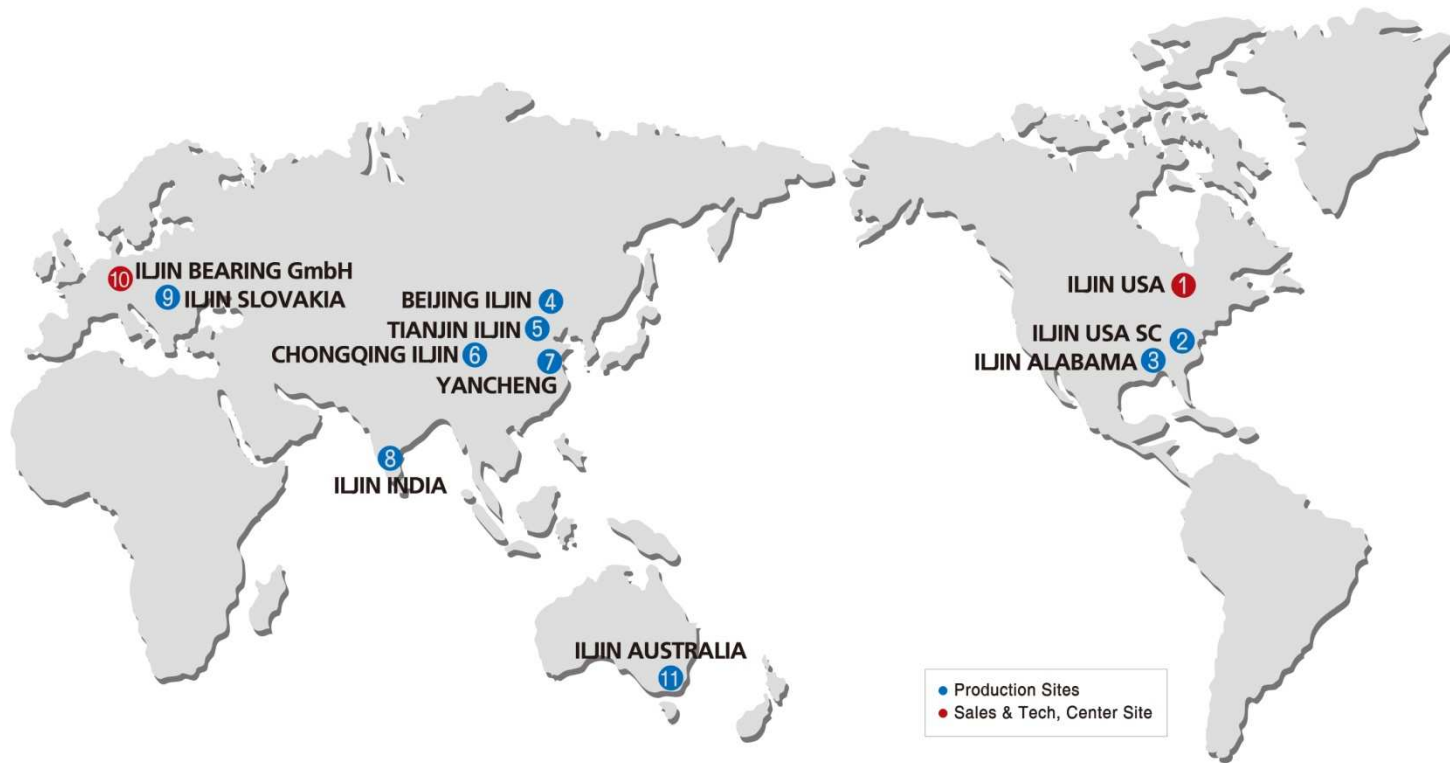 10 ILJIN BEARING GmbH
9 ILJIN SLOVAKIA
BEIJING ILJIN 4
TIANJIN ILJIN 5
CHONGQING ILJIN 6
7
YANCHENG
8
ILJIN INDIA
ILJIN AUSTRALIA
11
ILJIN USA 1
ILJIN USA SC 2
ILJIN ALABAMA 3
Production Sites
Sales & Tech, Center Site